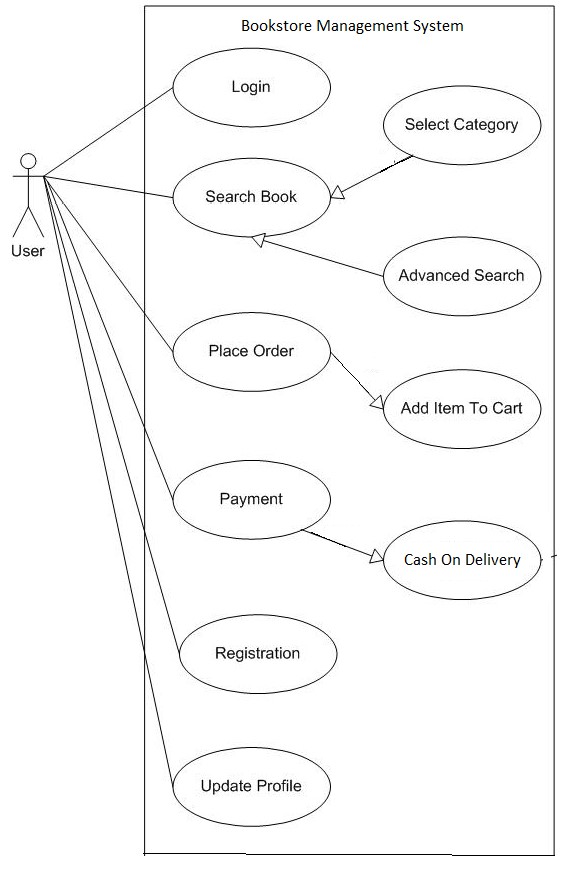 Bookstore Management System
Login
Select Category
Search Book
User
Advanced Search
Place Order
Add Item To Cart
Payment
Cash On Delivery
Registration
Update Profile